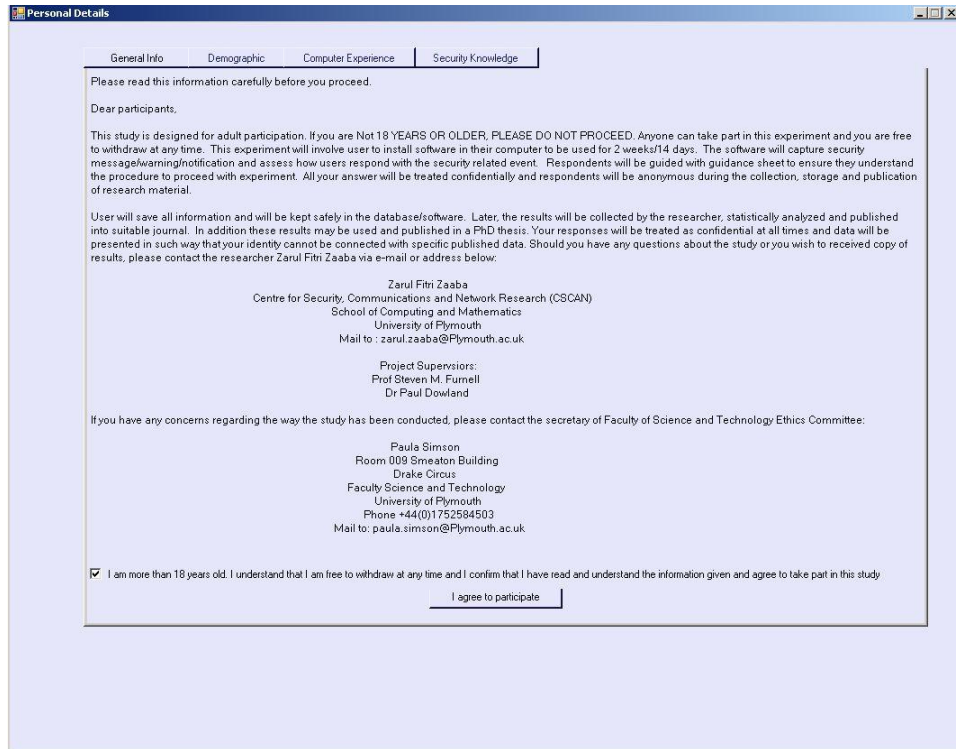 Personal Details
General Info Demographic Computer Experience Security Knowledge
Please read this information carefully before you proceed.
Dear participants,
This study is designed for adult participation. If you are Not 18 YEARS OR OLDER, PLEASE DO NOT PROCEED. Anyone can take part in this experiment and you are free
to withdraw at any time. This experiment will involve user to install software in their computer to be used for 2 weeks/14 days. The software will capture security
message/warning/notification and assess how users respond with the security related event. Respondents will be guided with guidance sheet to ensure they understand
the procedure to proceed with experiment. All your answer will be treated confidentially and respondents will be anonymous during the collection, storage and publication
of research material.
User will save all information and will be kept safely in the database/software. Later, the results will be collected by the researcher, statistically analyzed and published
into suitable journal. In addition these results may be used and published in a PhD thesis. Your responses will be treated as confidential at all times and data will be
presented in such way that your identity cannot be connected with specific published data. Should you have any questions about the study or you wish to received copy of
results, please contact the researcher Zarul Fitri Zaaba via e-mail or address below:
Zarul Fitri Zaaba
Centre for Security, Communications and Network Research (CSCAN)
School of Computing and Mathematics
University of Plymouth
Mail to : zarul.zaaba@Plymouth.ac.uk
Project Supervsiors:
Prof Steven M. Furnell
Dr Paul Dowland
If you have any concerns regarding the way the study has been conducted, please contact the secretary of Faculty of Science and Technology Ethics Committee:
Paula Simson
Room 009 Smeaton Building
Drake Circus
Faculty Science and Technology
University of Plymouth
Phone +44(0)1752584503
Mail to: paula.simson@Plymouth.ac.uk
I am more than 18 years old. I understand that I am free to withdraw at any time and I confirm that I have read and understand the information given and agree to take part in this study
I agree to participate